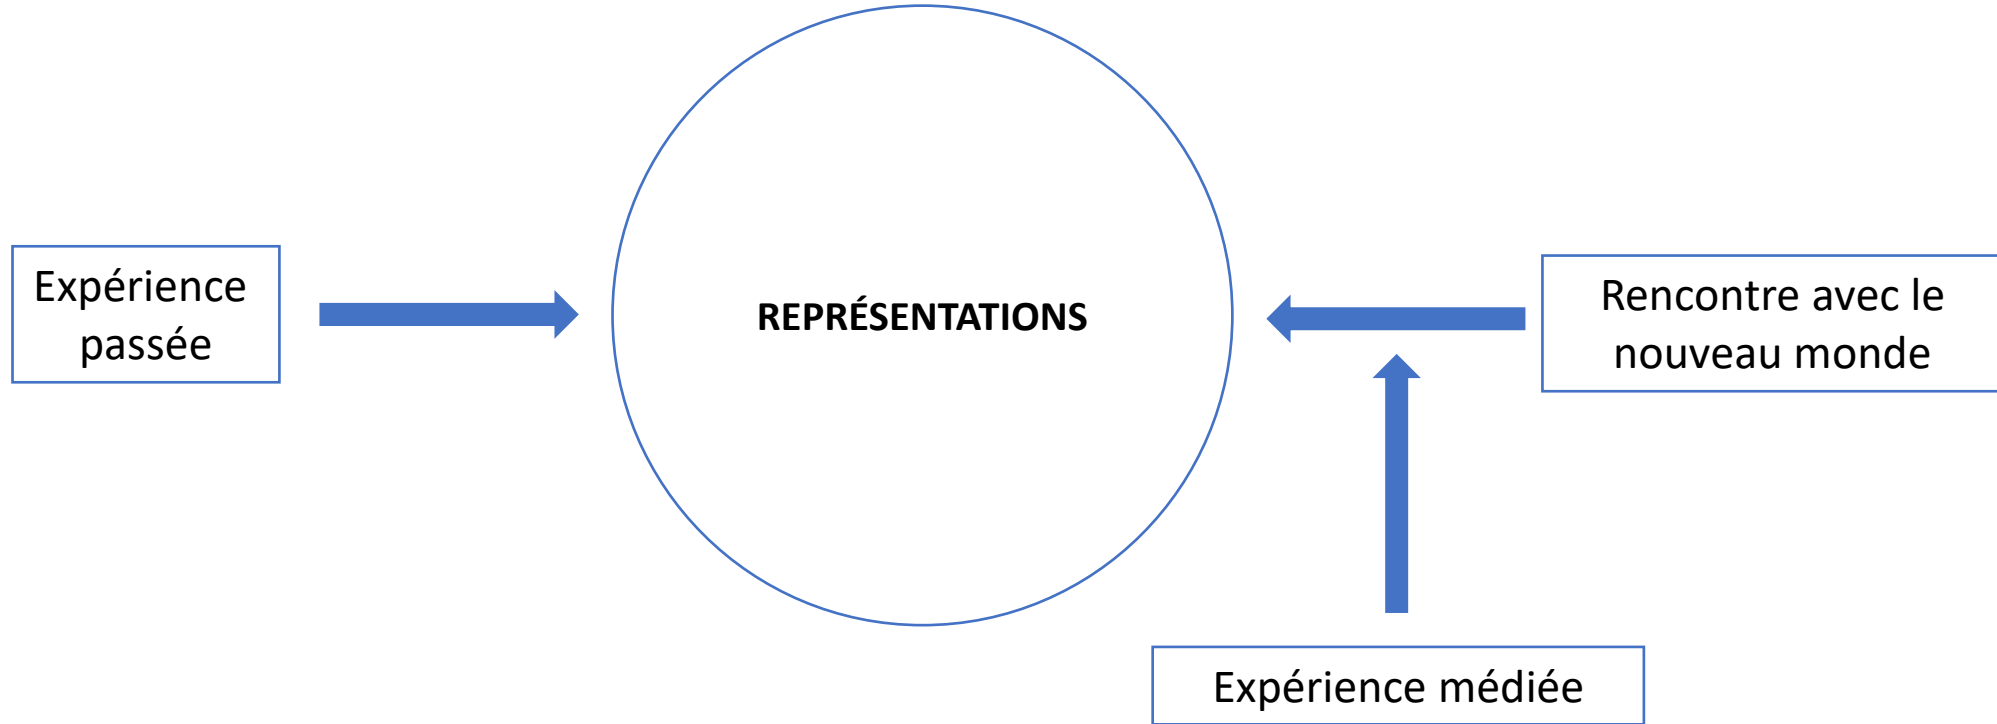 Expérience
passée
REPRÉSENTATIONS
Rencontre avec le
nouveau monde
Expérience médiée